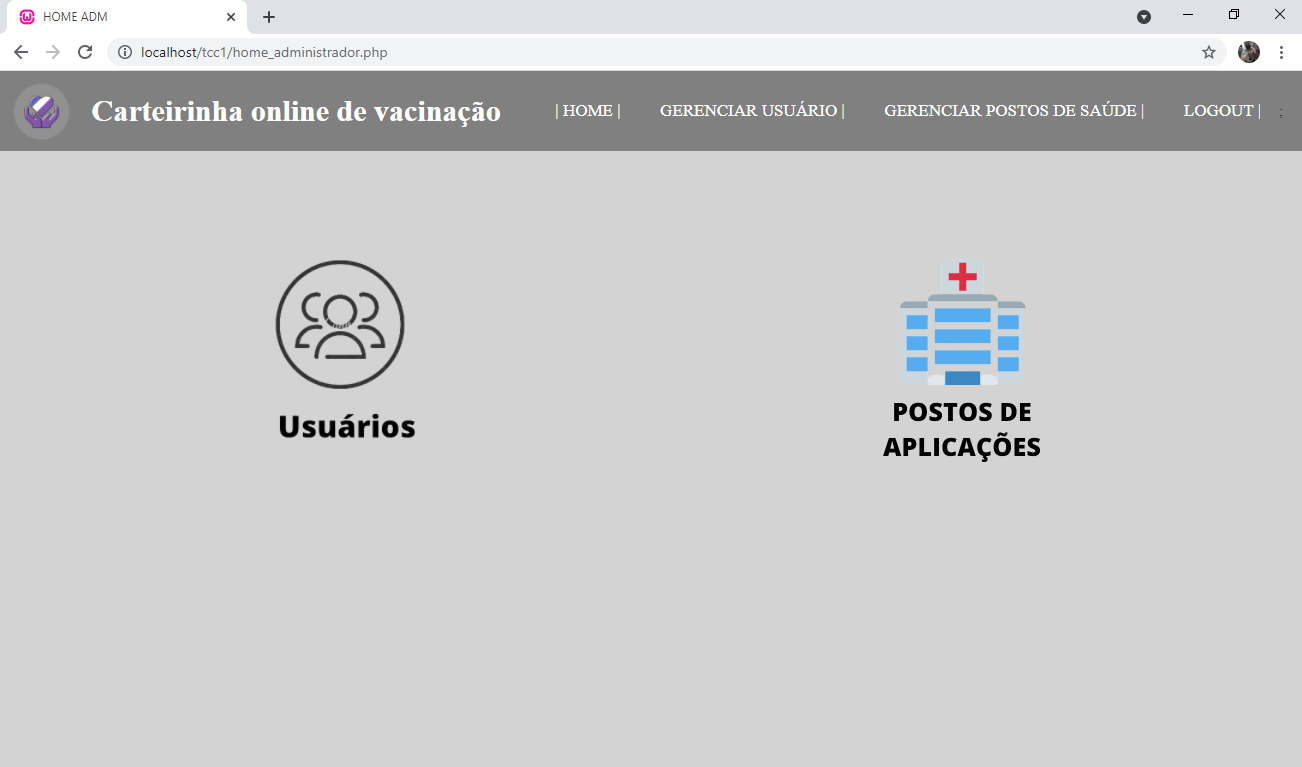 HOME ADM
localhost/tcc1/home_administrador.php
Carteirinha online de vacinação
| HOME | GERENCIAR USUÁRIO | GERENCIAR POSTOS DE SAÚDE | LOGOUT | :
Usuários
POSTOS DE
APLICAÇÕES